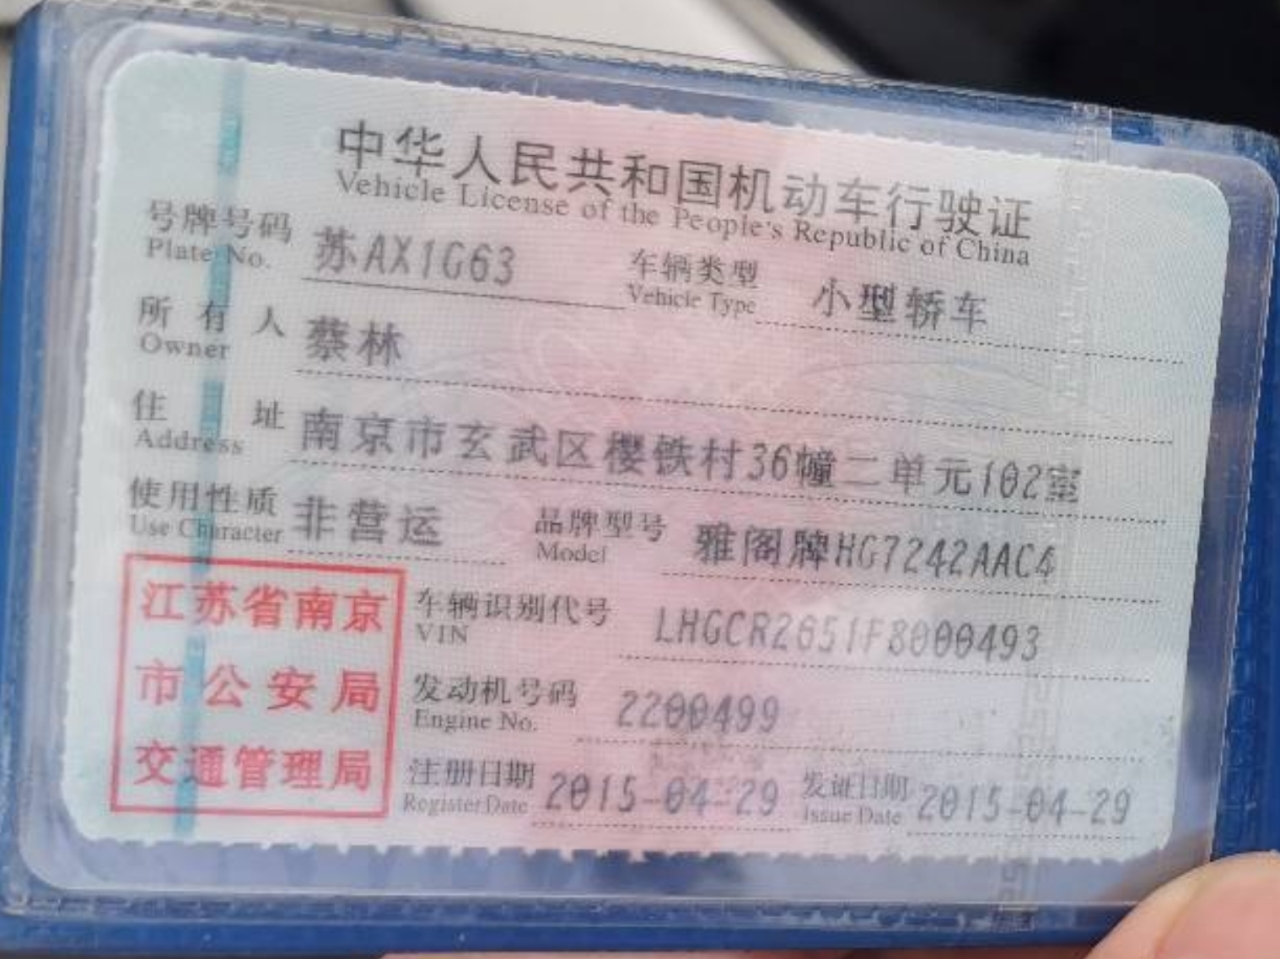 中华人民共和国机动车行驶证
Vehicle License of the People's Republic of China
号牌号码 苏AX1G63 车辆类型 小型轿车
Plate No. Vehicle Type
所有人 蔡林
Owner
住址 南京市玄武区樱铁村36幢二单元102室
Address
使用性质 非营运 品牌型号 雅阁牌HG7242AAC4
Use Character Model
江苏省南京
市公安局
交通管理局
车辆识别代号 LHGCR2651F8000493
VIN
发动机号码 2200499
Engine No.
注册日期 2015-04-29 发证日期 2015-04-29
Register Date Issue Date